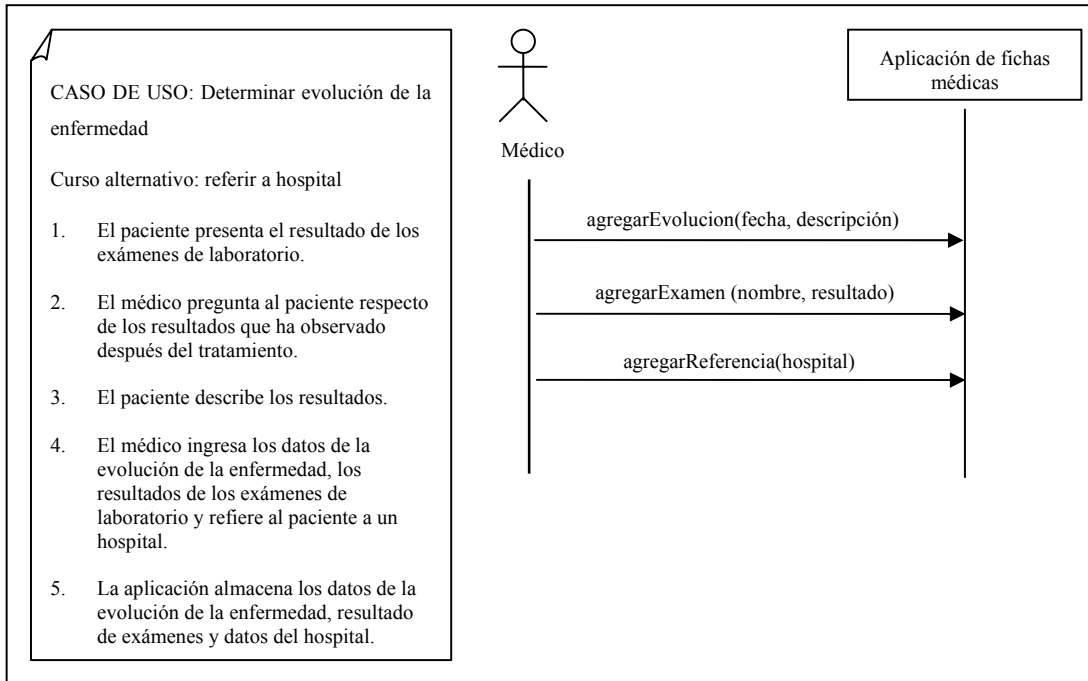 CASO DE USO: Determinar evolución de la
enfermedad
Curso alternativo: referir a hospital
1. El paciente presenta el resultado de los
exámenes de laboratorio.
2. El médico pregunta al paciente respecto
de los resultados que ha observado
después del tratamiento.
3. El paciente describe los resultados.
4. El médico ingresa los datos de la
evolución de la enfermedad, los
resultados de los exámenes de
laboratorio y refiere al paciente a un
hospital.
5. La aplicación almacena los datos de la
evolución de la enfermedad, resultado
de exámenes y datos del hospital.
Médico
Aplicación de fichas
médicas
agregarEvolucion(fecha, descripción)
agregarExamen (nombre, resultado)
agregarReferencia(hospital)